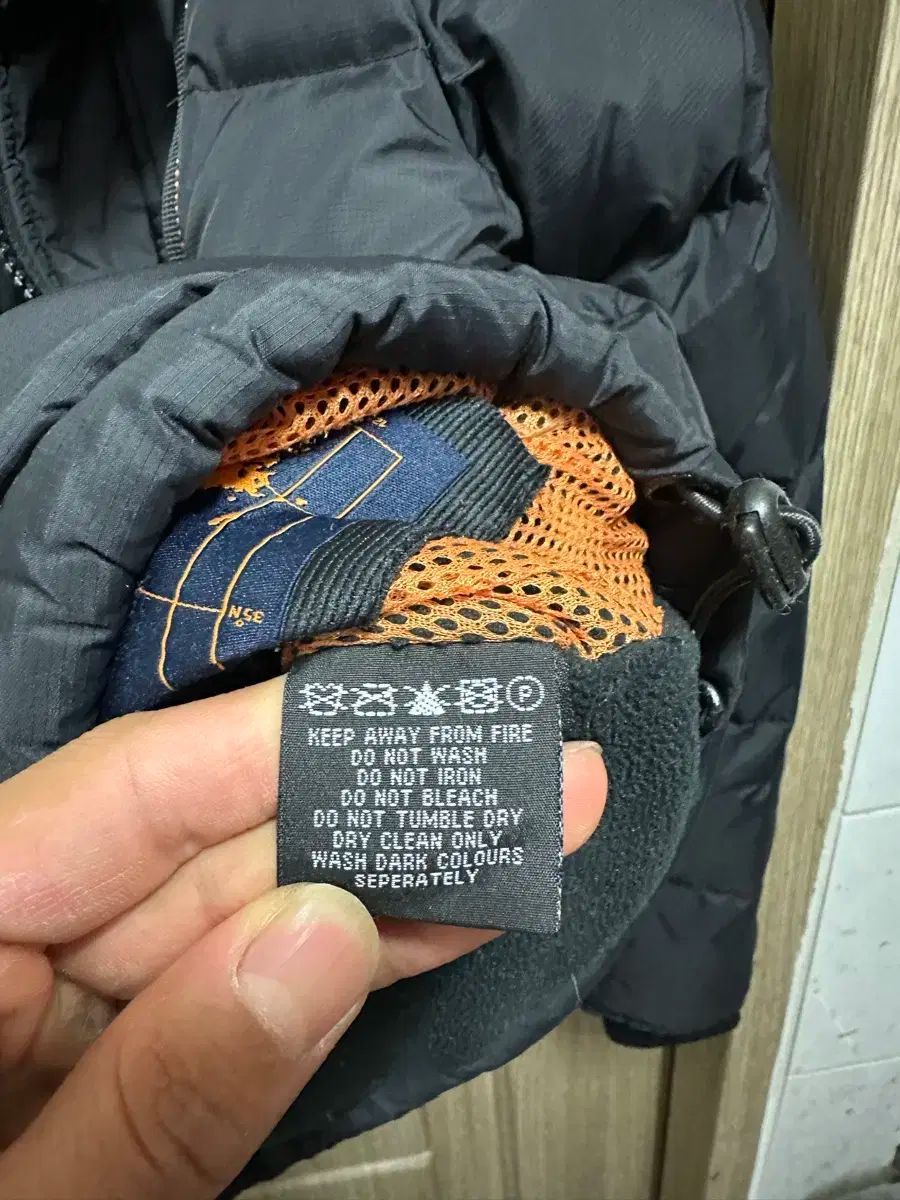 N°SE
P
KEEP AWAY FROM FIRE
DO NOT WASH
DO NOT IRON
DO NOT BLEACH
DO NOT TUMBLE DRY
DRY CLEAN ONLY
WASH DARK COLOURS
SEPERATELY